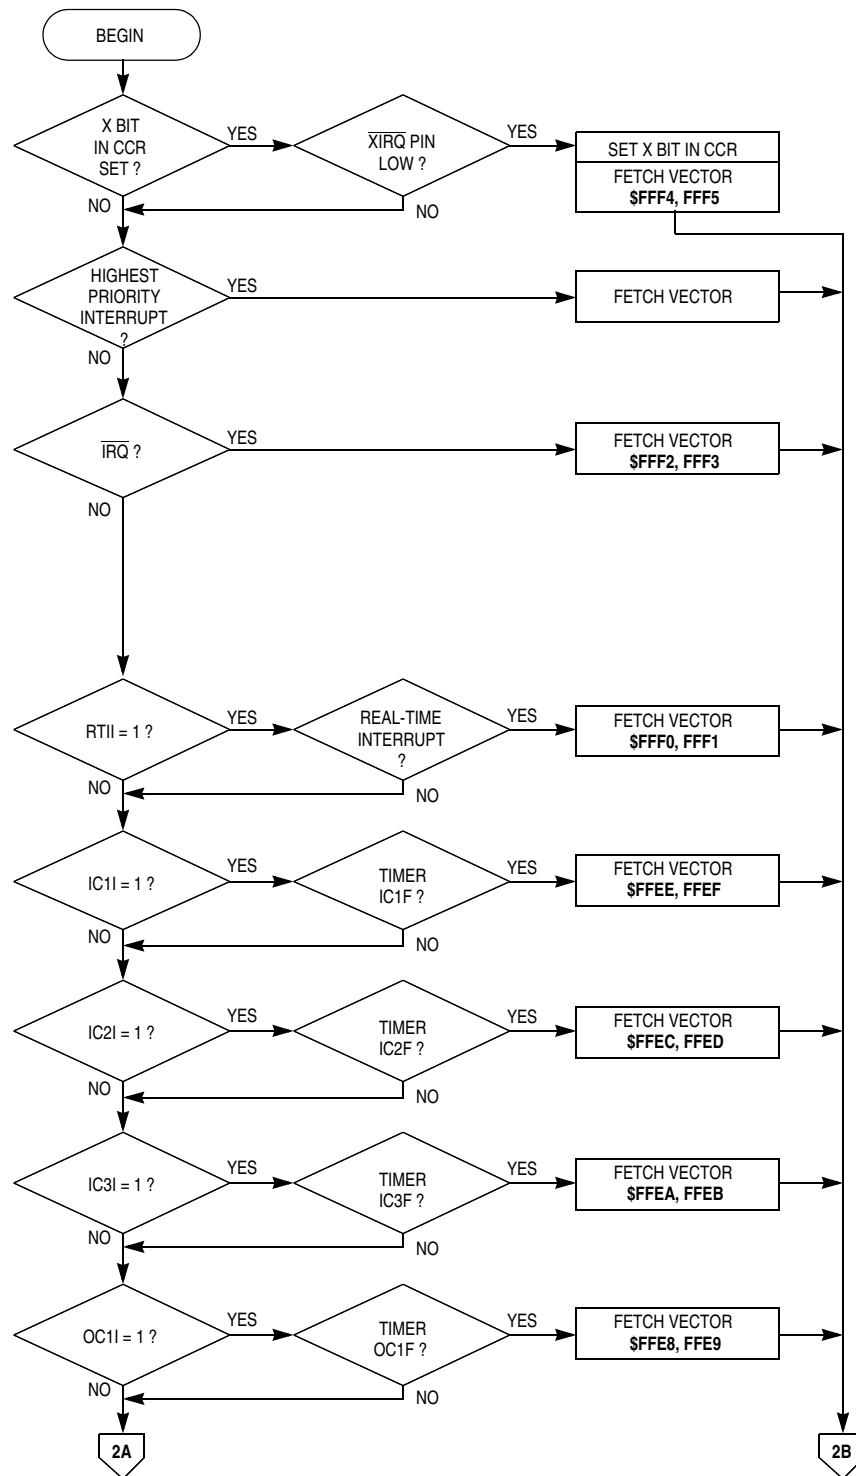 BEGIN
X BIT
IN CCR
SET ?
YES
XIRQ PIN
LOW ?
YES
SET X BIT IN CCR
FETCH VECTOR
$FFF4, FFF5
NO
NO
HIGHEST
PRIORITY
INTERRUPT
?
YES
FETCH VECTOR
NO
IRQ ?
YES
FETCH VECTOR
$FFF2, FFF3
NO
RTII = 1 ?
YES
REAL-TIME
INTERRUPT
?
YES
FETCH VECTOR
$FFF0, FFF1
NO
NO
IC1I = 1 ?
YES
TIMER
IC1F ?
YES
FETCH VECTOR
$FFEE, FFEF
NO
NO
IC2I = 1 ?
YES
TIMER
IC2F ?
YES
FETCH VECTOR
$FFEC, FFED
NO
NO
IC3I = 1 ?
YES
TIMER
IC3F ?
YES
FETCH VECTOR
$FFEA, FFEB
NO
NO
OC1I = 1 ?
YES
TIMER
OC1F ?
YES
FETCH VECTOR
$FFE8, FFE9
NO
NO
2A
2B